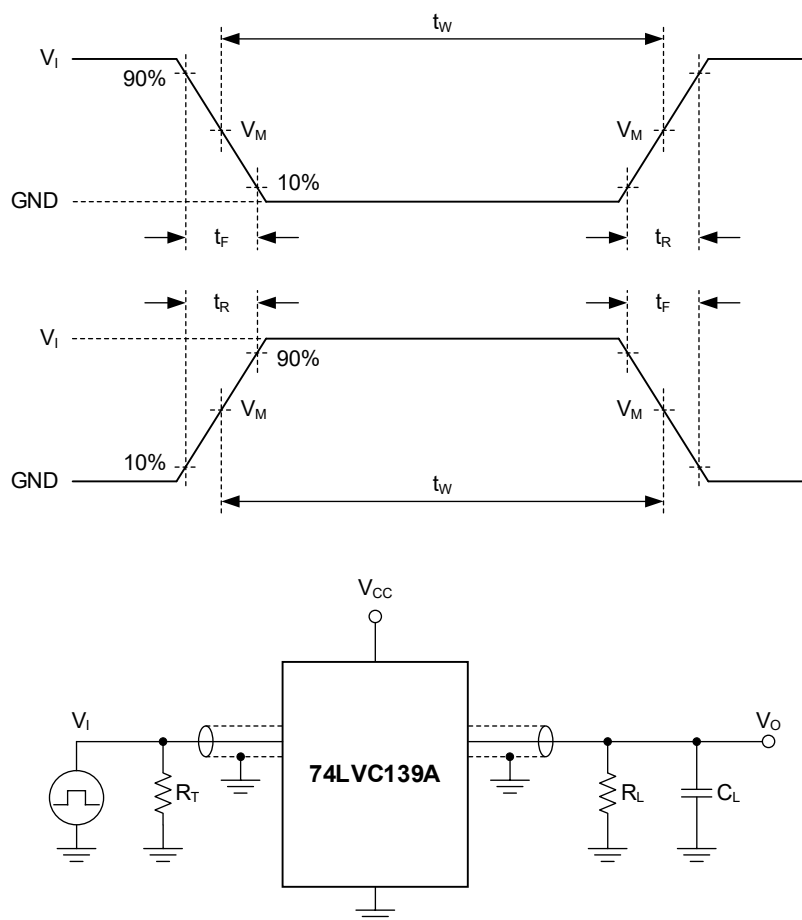 t_W
V_I
90%
V_M V_M
10%
GND
t_F t_R
t_R t_F
V_I
90%
V_M V_M
10%
GND
t_W
V_CC
V_I V_O
74LVC139A
R_T R_L C_L